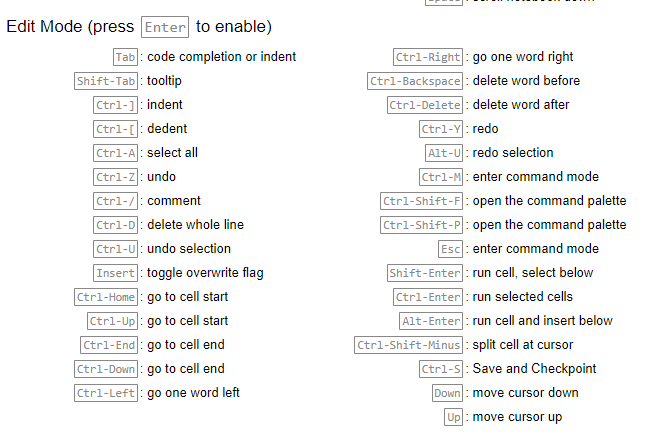 Space: scroll notebook down
Edit Mode (press Enter to enable)
Tab: code completion or indent
Shift-Tab: tooltip
Ctrl-]: indent
Ctrl-[: dedent
Ctrl-A: select all
Ctrl-Z: undo
Ctrl-/: comment
Ctrl-D: delete whole line
Ctrl-U: undo selection
Insert: toggle overwrite flag
Ctrl-Home: go to cell start
Ctrl-Up: go to cell start
Ctrl-End: go to cell end
Ctrl-Down: go to cell end
Ctrl-Left: go one word left
Ctrl-Right: go one word right
Ctrl-Backspace: delete word before
Ctrl-Delete: delete word after
Ctrl-Y: redo
Alt-U: redo selection
Ctrl-M: enter command mode
Ctrl-Shift-F: open the command palette
Ctrl-Shift-P: open the command palette
Esc: enter command mode
Shift-Enter: run cell, select below
Ctrl-Enter: run selected cells
Alt-Enter: run cell and insert below
Ctrl-Shift-Minus: split cell at cursor
Ctrl-S: Save and Checkpoint
Down: move cursor down
Up: move cursor up